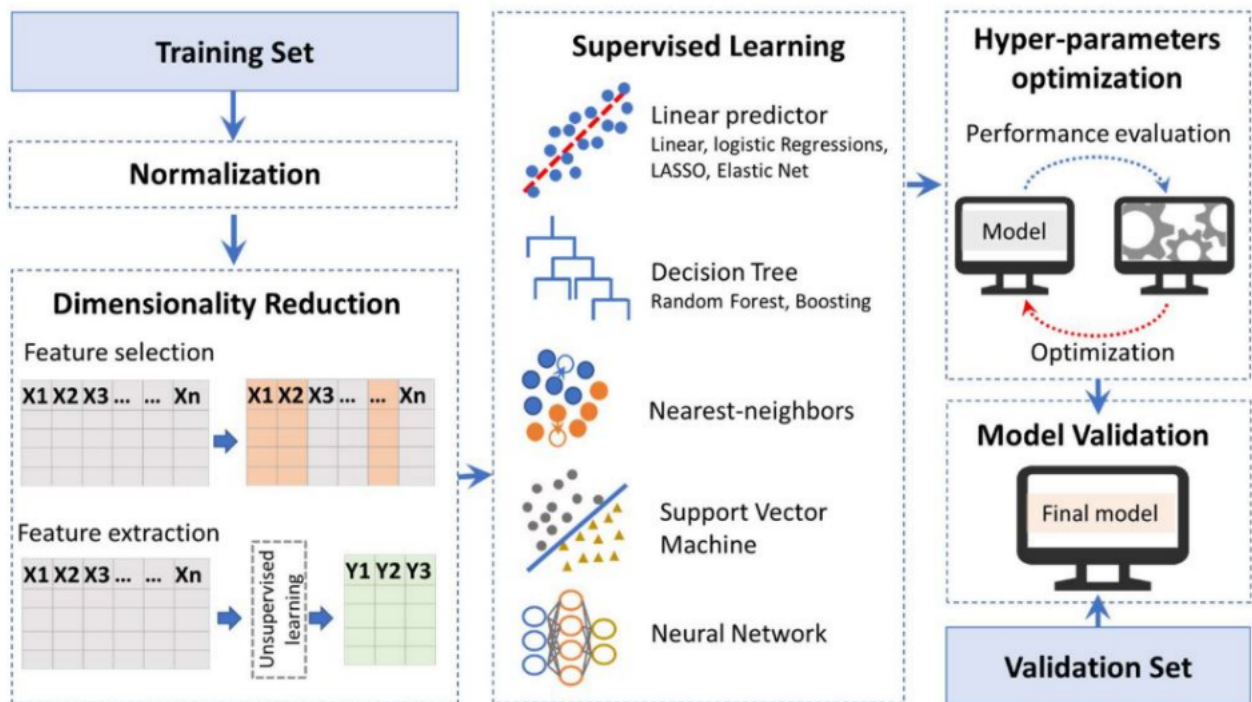 Training Set
Normalization
Dimensionality Reduction
Feature selection
X1 X2 X3 ... ... Xn
X1 X2 X3 ... ... Xn
Feature extraction
X1 X2 X3 ... ... Xn
Unsupervised
learning
Y1 Y2 Y3
Supervised Learning
Linear predictor
Linear, logistic Regressions,
LASSO, Elastic Net
Decision Tree
Random Forest, Boosting
Nearest-neighbors
Support Vector
Machine
Neural Network
Hyper-parameters
optimization
Performance evaluation
Model
Optimization
Model Validation
Final model
Validation Set